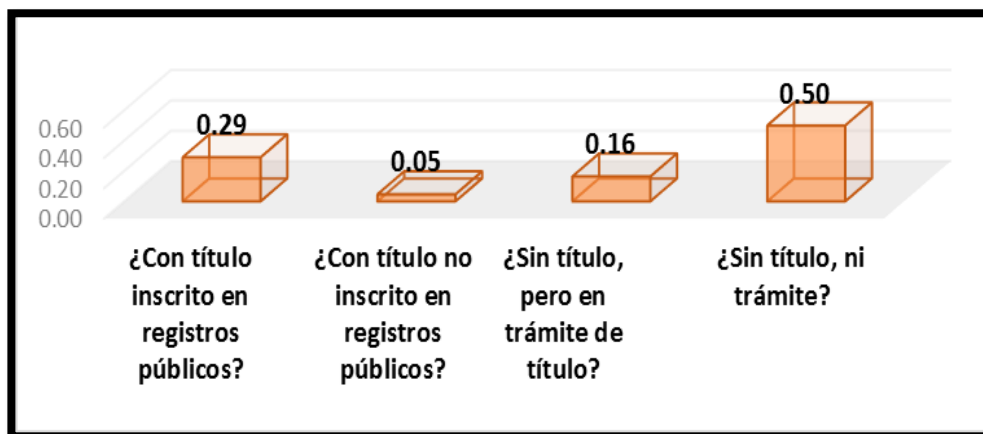 0.60
0.40
0.20
0.00
0.29
0.05
0.16
0.50
¿Con título
inscrito en
registros
públicos?
¿Con título no
inscrito en
registros
públicos?
¿Sin título,
pero en
trámite de
título?
¿Sin título, ni
trámite?